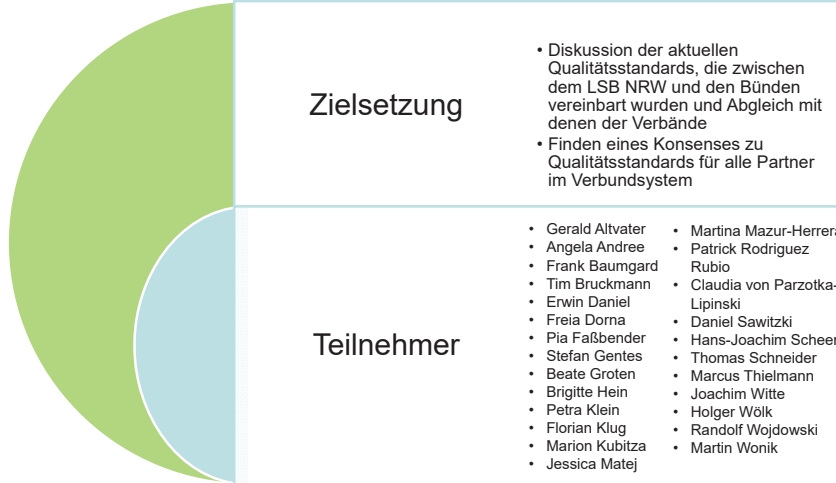 Zielsetzung
• Diskussion der aktuellen
Qualitätsstandards, die zwischen
dem LSB NRW und den Bünden
vereinbart wurden und Abgleich mit
denen der Verbände
• Finden eines Konsenses zu
Qualitätsstandards für alle Partner
im Verbundsystem
Teilnehmer
• Gerald Altvater
• Angela Andree
• Frank Baumgard
• Tim Bruckmann
• Erwin Daniel
• Freia Dorna
• Pia Faßbender
• Stefan Gentes
• Beate Groten
• Brigitte Hein
• Petra Klein
• Florian Klug
• Marion Kubitza
• Jessica Matej
• Martina Mazur-Herrera
• Patrick Rodriguez
Rubio
• Claudia von Parzotka-
Lipinski
• Daniel Sawitzki
• Hans-Joachim Scheer
• Thomas Schneider
• Marcus Thielmann
• Joachim Witte
• Holger Wölk
• Randolf Wojdowski
• Martin Wonik